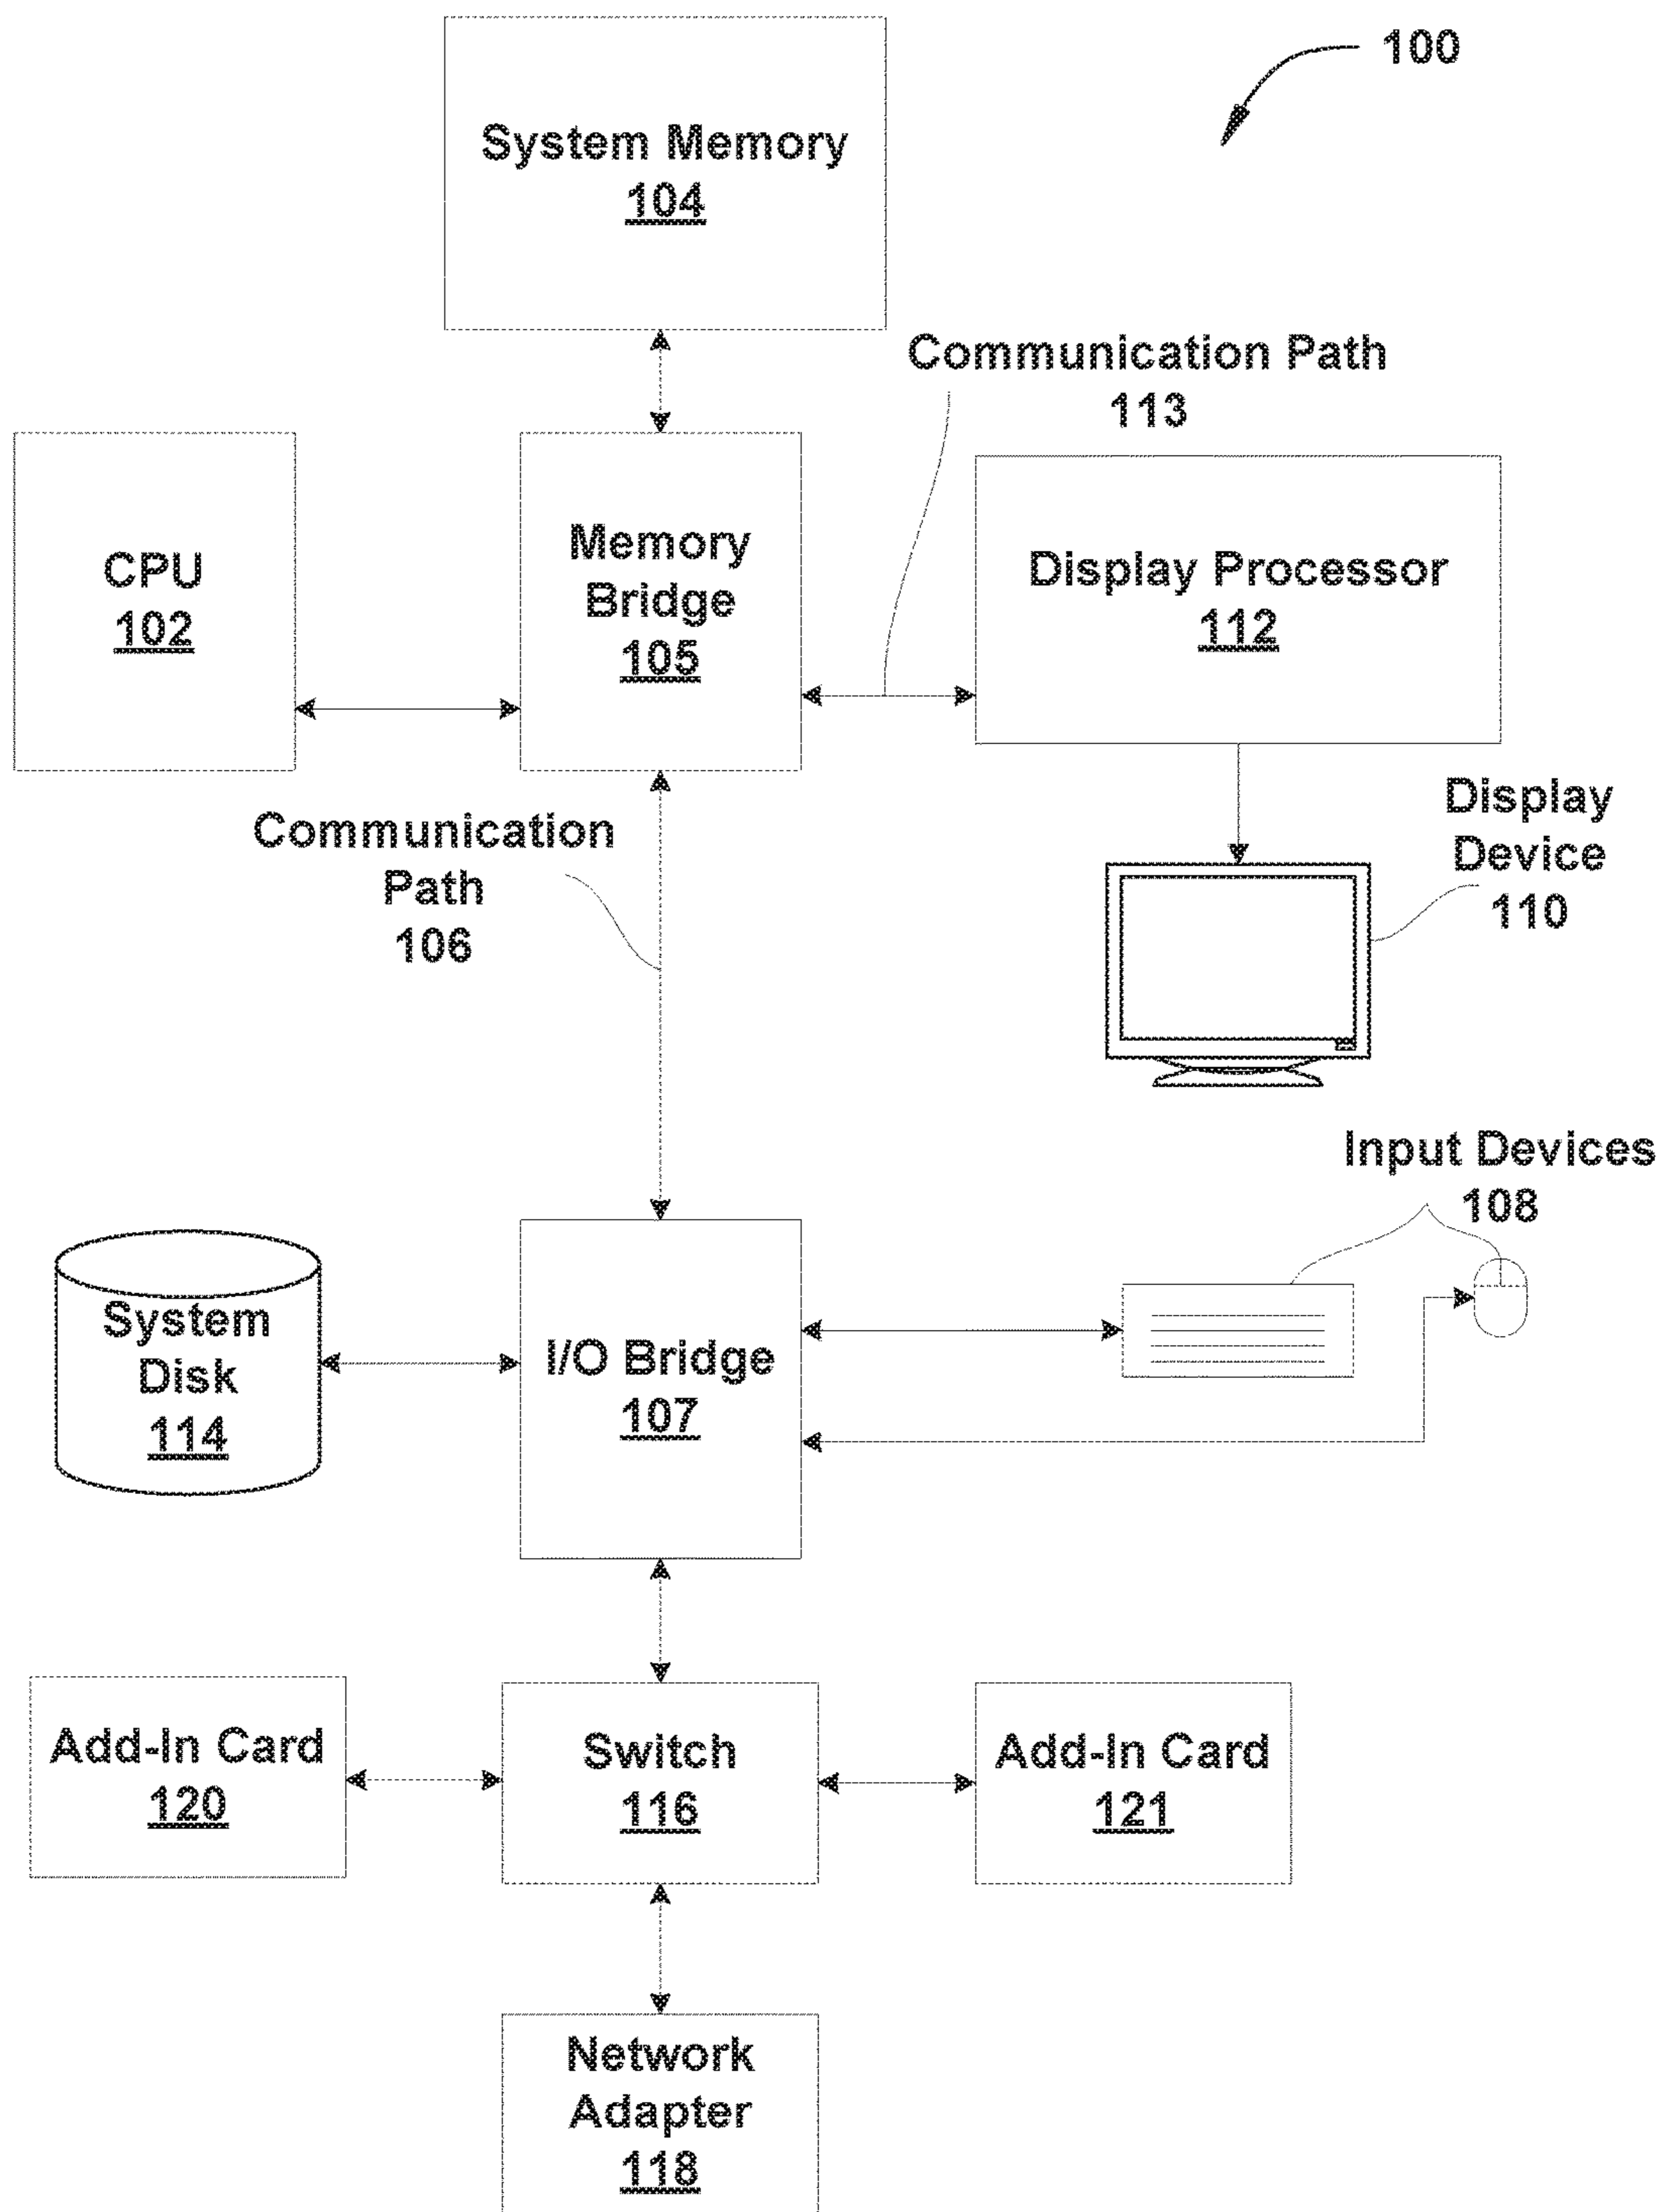 100
System Memory
104
Communication Path
113
CPU
102
Memory
Bridge
105
Display Processor
112
Communication
Path
106
Display
Device
110
Input Devices
108
System
Disk
114
I/O Bridge
107
Add-In Card
120
Switch
116
Add-In Card
121
Network
Adapter
118